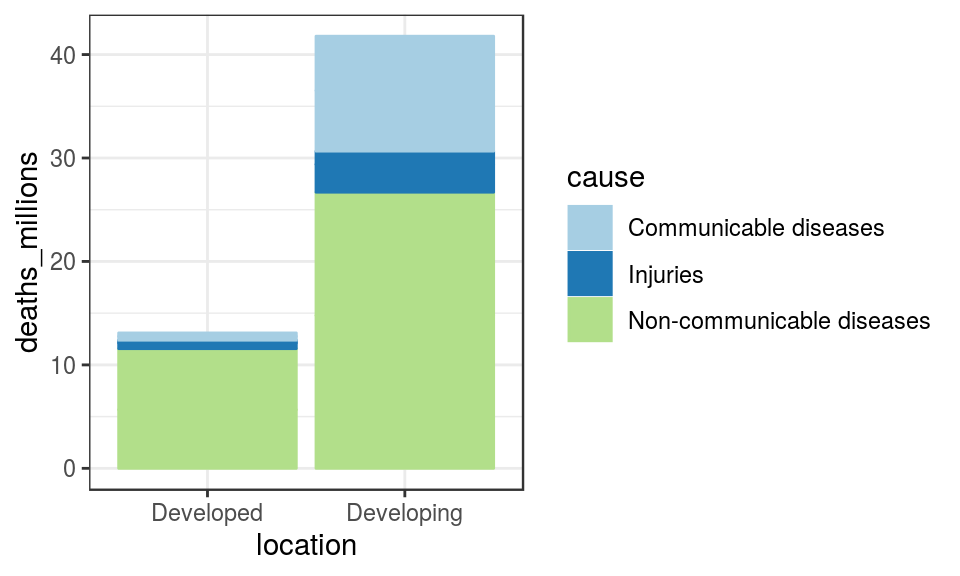 deaths_millions
40
30
20
10
0
Developed
Developing
location
cause
Communicable diseases
Injuries
Non-communicable diseases